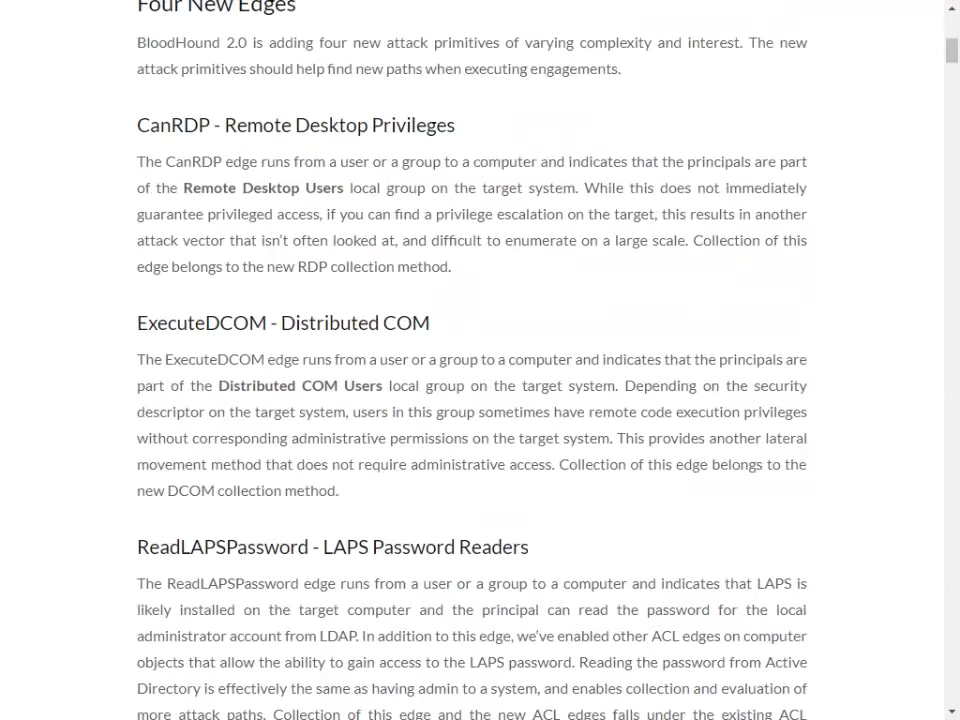 Four New Edges
BloodHound 2.0 is adding four new attack primitives of varying complexity and interest. The new
attack primitives should help find new paths when executing engagements.
CanRDP - Remote Desktop Privileges
The CanRDP edge runs from a user or a group to a computer and indicates that the principals are part
of the Remote Desktop Users local group on the target system. While this does not immediately
guarantee privileged access, if you can find a privilege escalation on the target, this results in another
attack vector that isn't often looked at, and difficult to enumerate on a large scale. Collection of this
edge belongs to the new RDP collection method.
ExecuteDCOM - Distributed COM
The ExecuteDCOM edge runs from a user or a group to a computer and indicates that the principals are
part of the Distributed COM Users local group on the target system. Depending on the security
descriptor on the target system, users in this group sometimes have remote code execution privileges
without corresponding administrative permissions on the target system. This provides another lateral
movement method that does not require administrative access. Collection of this edge belongs to the
new DCOM collection method.
ReadLAPSPassword - LAPS Password Readers
The ReadLAPSPassword edge runs from a user or a group to a computer and indicates that LAPS is
likely installed on the target computer and the principal can read the password for the local
administrator account from LDAP. In addition to this edge, we've enabled other ACL edges on computer
objects that allow the ability to gain access to the LAPS password. Reading the password from Active
Directory is effectively the same as having admin to a system, and enables collection and evaluation of
more attack paths. Collection of this edge and the new ACL edges falls under the existing ACL